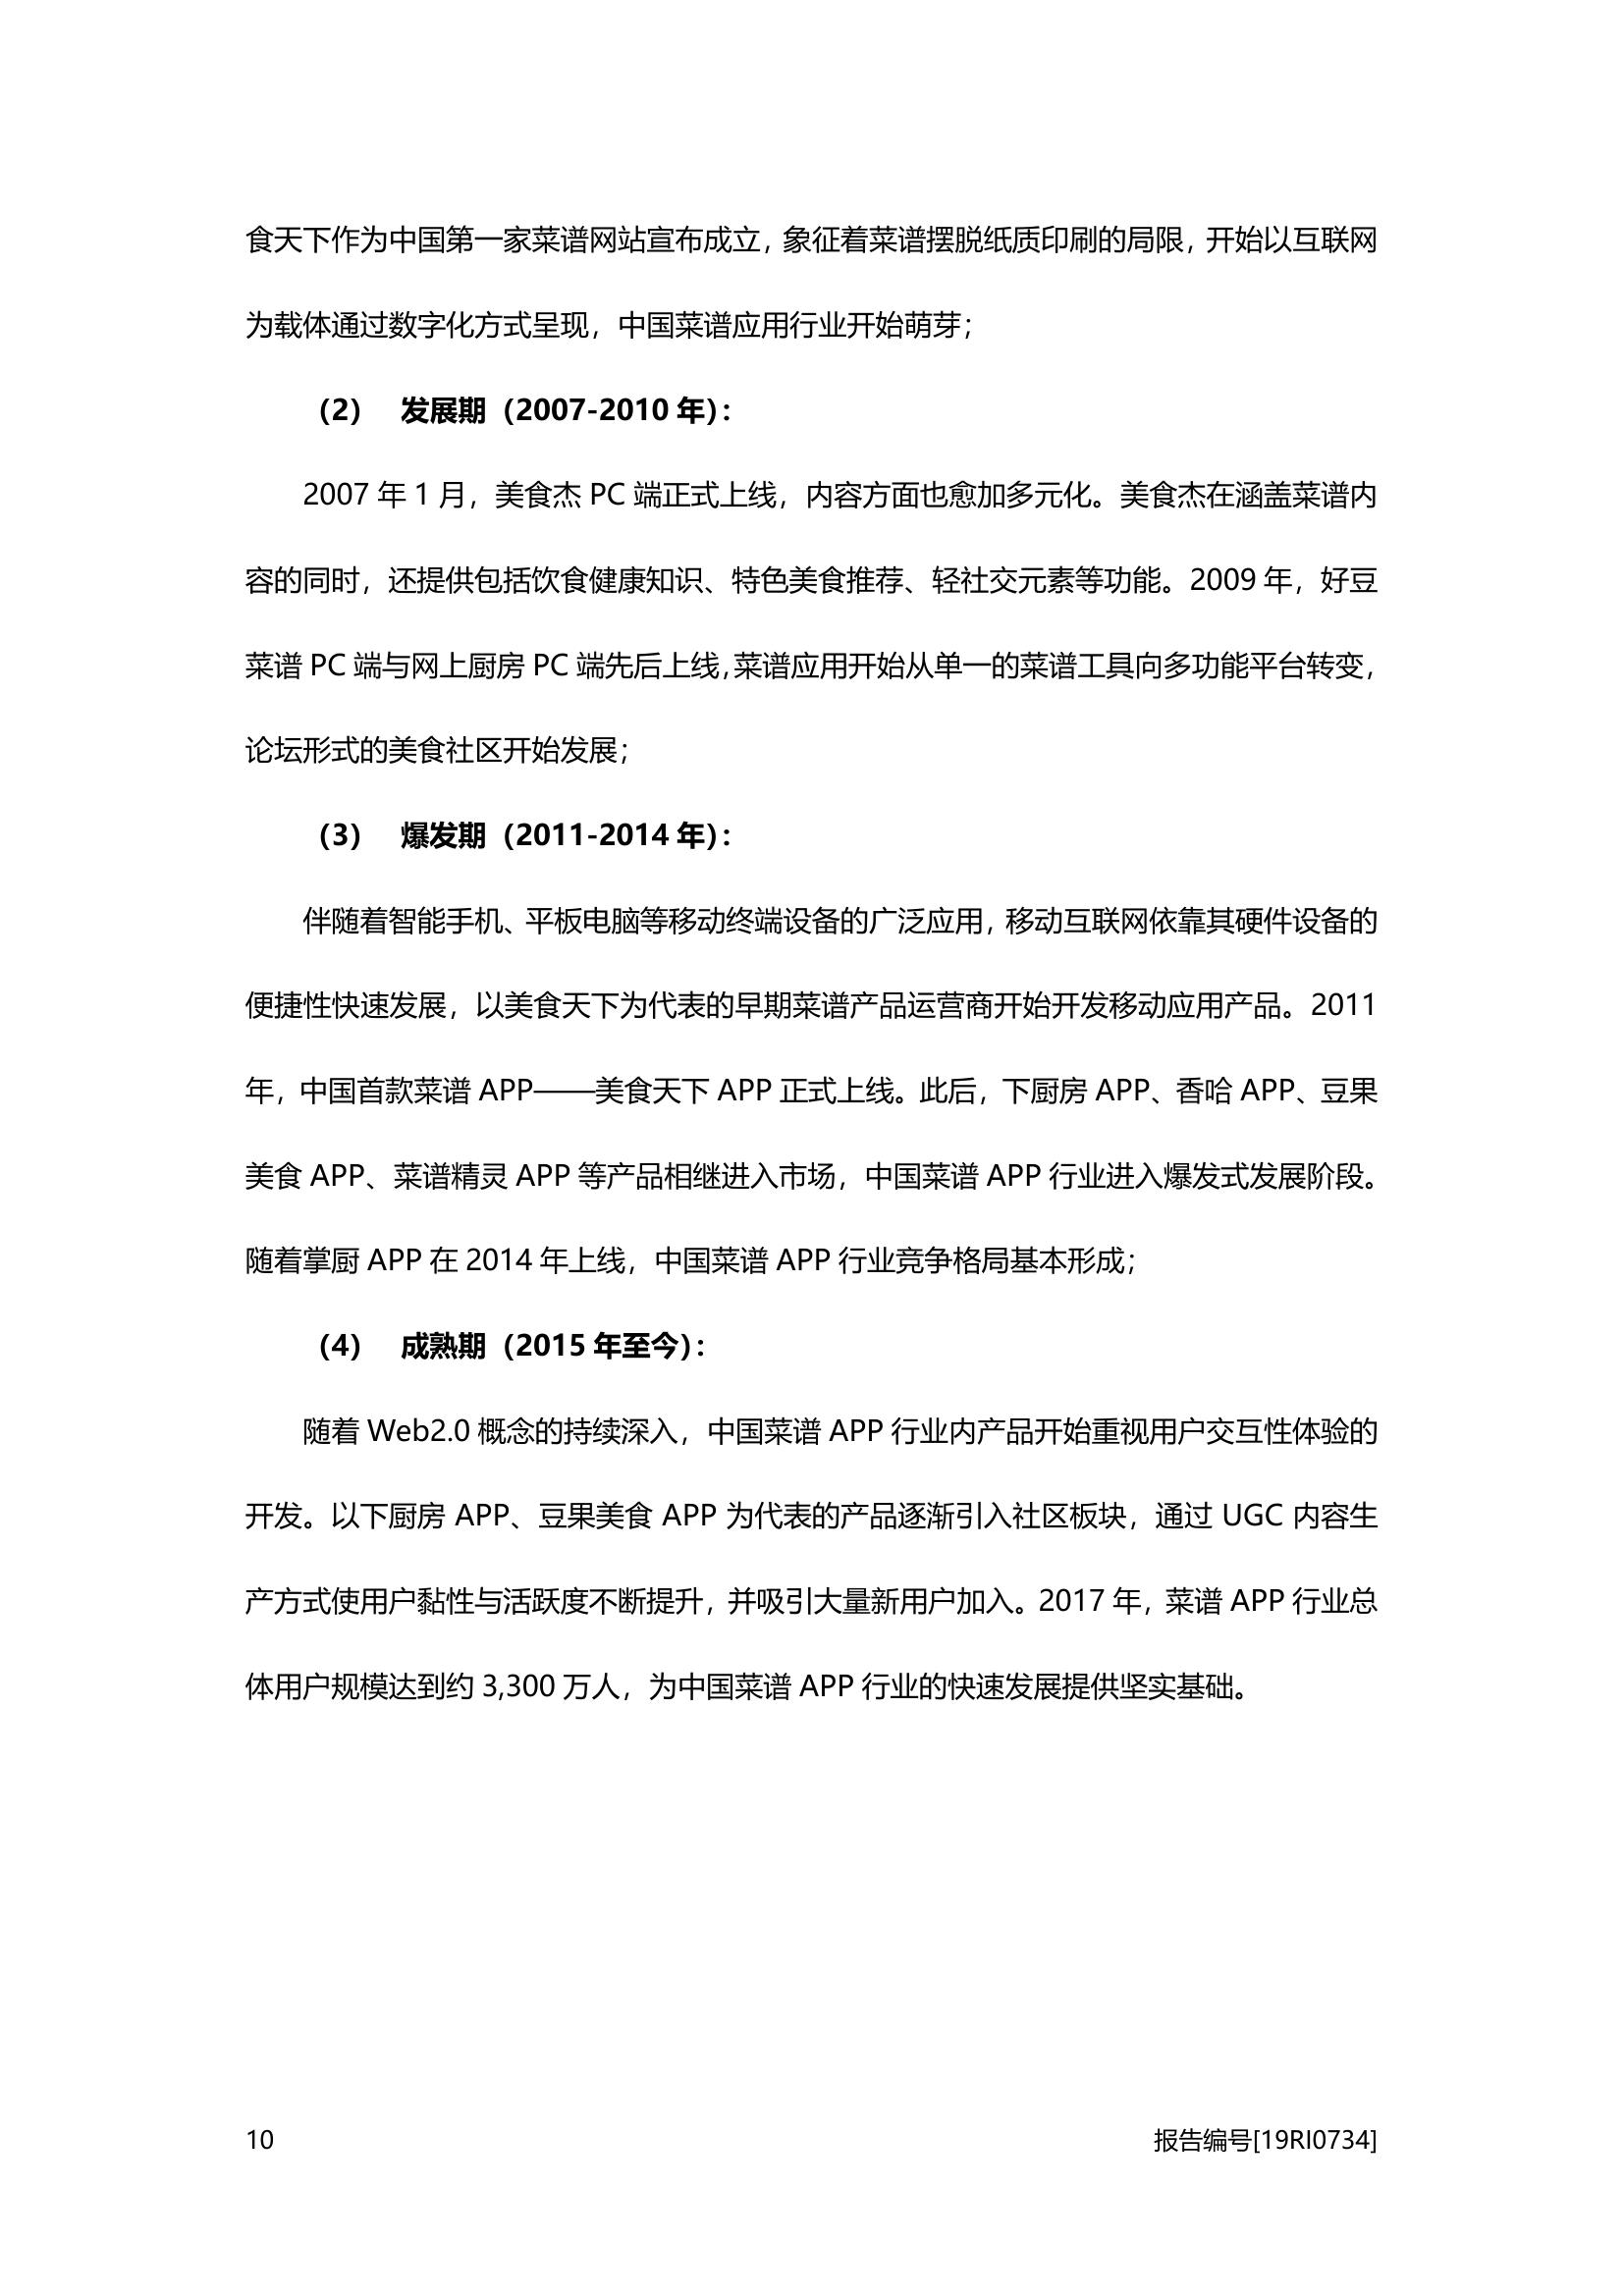 食天下作为中国第一家菜谱网站宣布成立，象征着菜谱摆脱纸质印刷的局限，开始以互联网
为载体通过数字化方式呈现，中国菜谱应用行业开始萌芽；
（2） 发展期（2007-2010 年）：
2007 年 1 月，美食杰 PC 端正式上线，内容方面也愈加多元化。美食杰在涵盖菜谱内
容的同时，还提供包括饮食健康知识、特色美食推荐、轻社交元素等功能。2009 年，好豆
菜谱 PC 端与网上厨房 PC 端先后上线，菜谱应用开始从单一的菜谱工具向多功能平台转变，
论坛形式的美食社区开始发展；
（3） 爆发期（2011-2014 年）：
伴随着智能手机、平板电脑等移动终端设备的广泛应用，移动互联网依靠其硬件设备的
便捷性快速发展，以美食天下为代表的早期菜谱产品运营商开始开发移动应用产品。2011
年，中国首款菜谱 APP——美食天下 APP 正式上线。此后，下厨房 APP、香哈 APP、豆果
美食 APP、菜谱精灵 APP 等产品相继进入市场，中国菜谱 APP 行业进入爆发式发展阶段。
随着掌厨 APP 在 2014 年上线，中国菜谱 APP 行业竞争格局基本形成；
（4） 成熟期（2015 年至今）：
随着 Web2.0 概念的持续深入，中国菜谱 APP 行业内产品开始重视用户交互性体验的
开发。以下厨房 APP、豆果美食 APP 为代表的产品逐渐引入社区板块，通过 UGC 内容生
产方式使用户黏性与活跃度不断提升，并吸引大量新用户加入。2017 年，菜谱 APP 行业总
体用户规模达到约 3,300 万人，为中国菜谱 APP 行业的快速发展提供坚实基础。
10 报告编号[19RI0734]